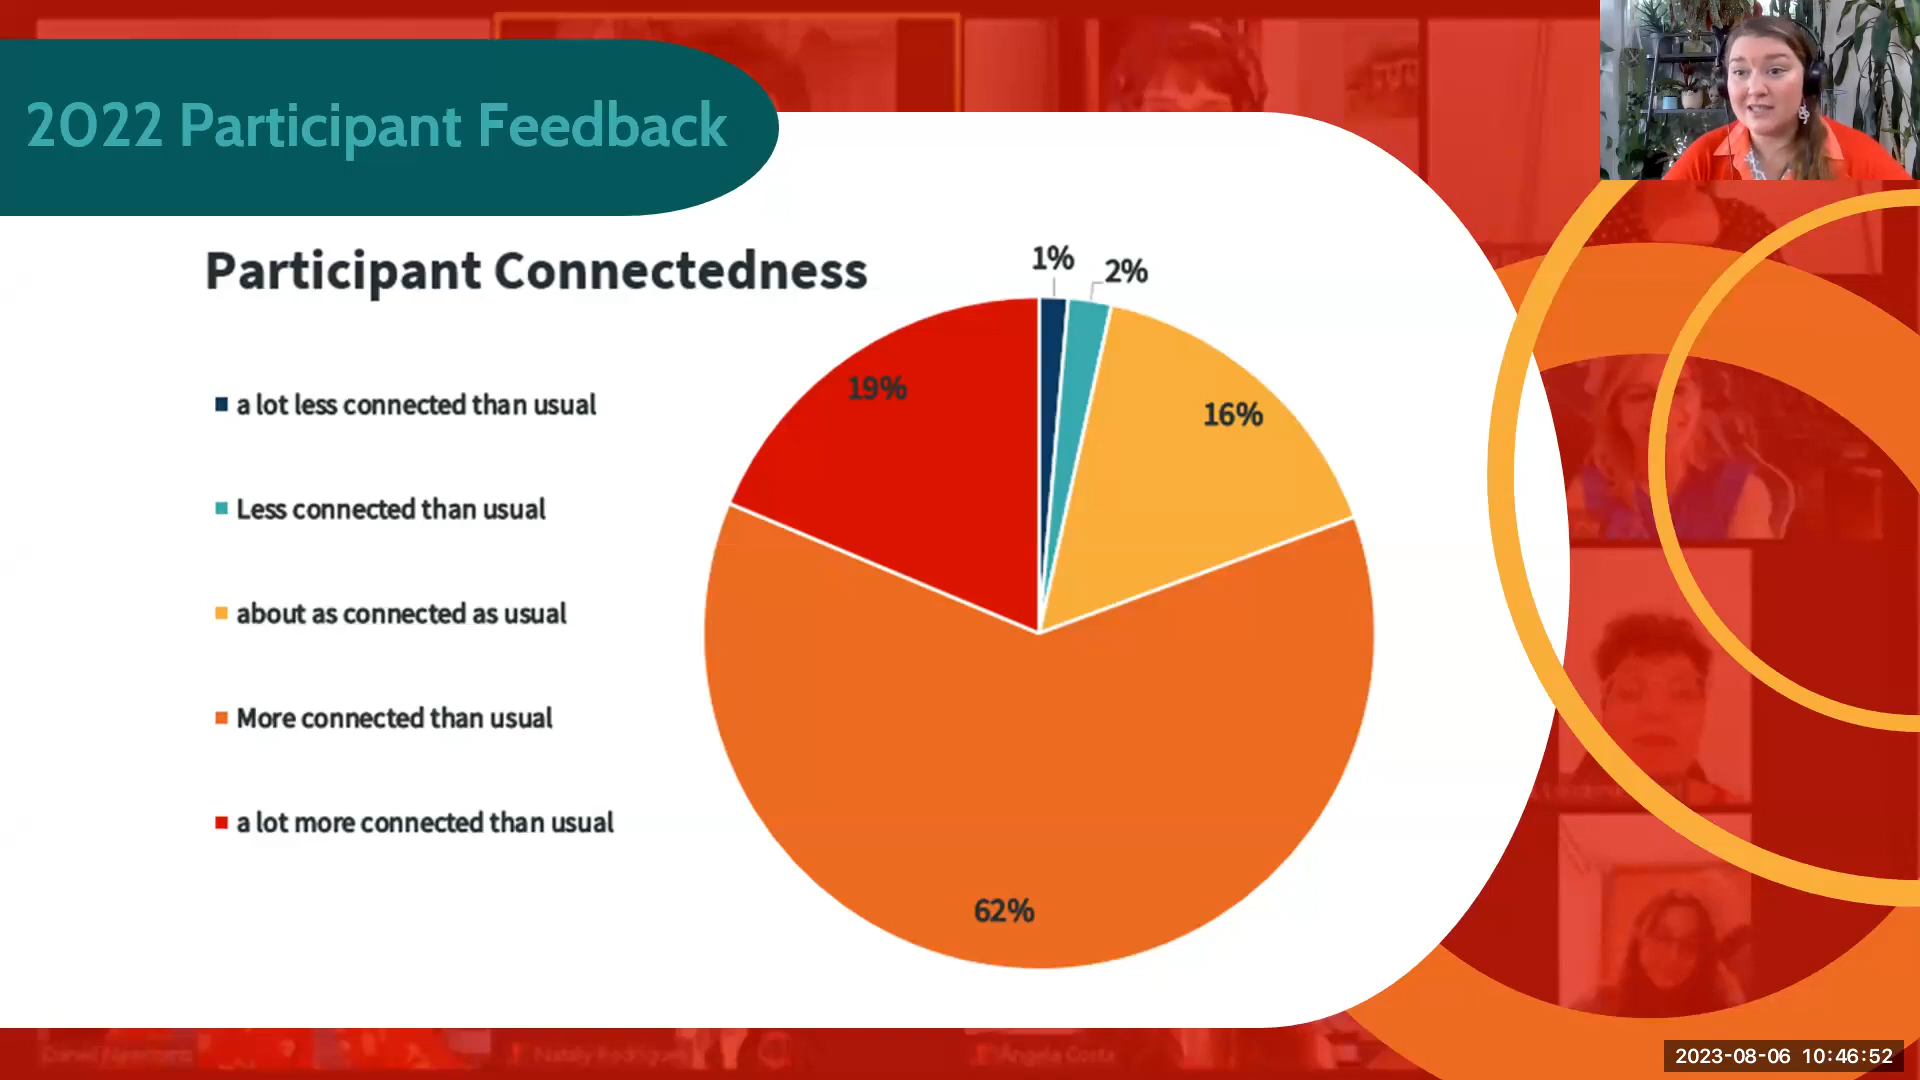 2022 Participant Feedback
Participant Connectedness
1%
2%
19%
16%
a lot less connected than usual
Less connected than usual
about as connected as usual
More connected than usual
a lot more connected than usual
62%
Angela Costa
2023-08-06 10:46:52